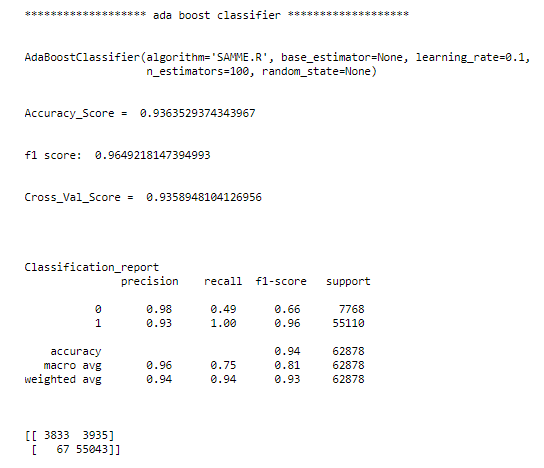 ******************* ada boost classifier *******************
AdaBoostClassifier(algorithm='SAMME.R', base_estimator=None, learning_rate=0.1,
n_estimators=100, random_state=None)
Accuracy_Score =  0.9363529374343967
f1 score:  0.9649218147394993
Cross_Val_Score =  0.9358948104126956
Classification_report
precision    recall  f1-score   support
0       0.98      0.49      0.66      7768
1       0.93      1.00      0.96     55110
accuracy                           0.94     62878
macro avg       0.96      0.75      0.81     62878
weighted avg       0.94      0.94      0.93     62878
[[ 3833  3935]
[   67 55043]]